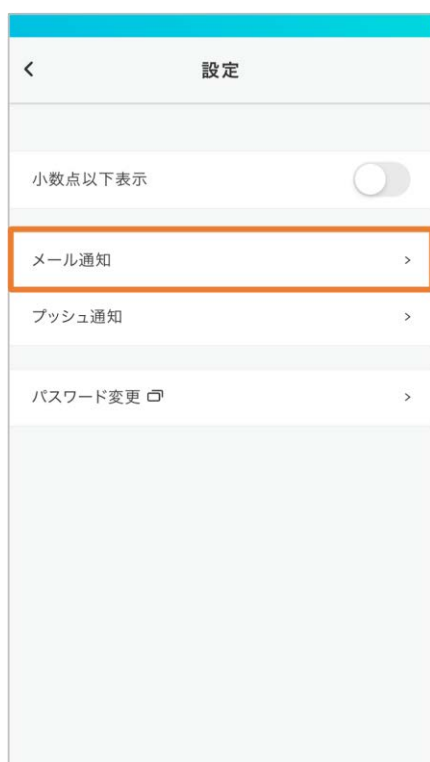 設定
小数点以下表示
メール通知
プッシュ通知
パスワード変更